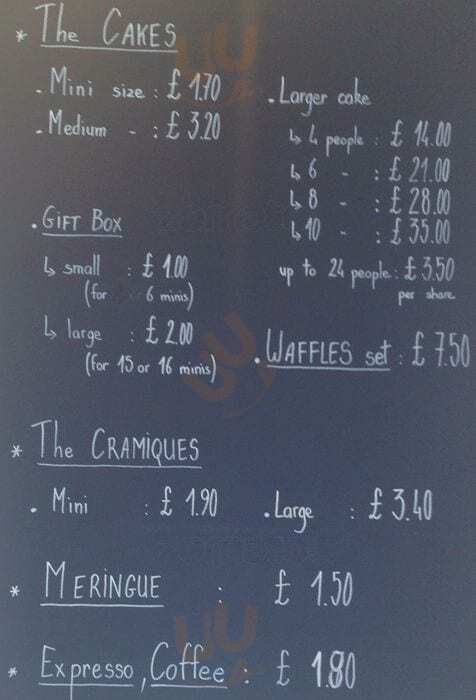 * The CAKES
. Mini size : £ 1.70
. Medium - : £ 3.20
. Larger cake
↳ 4 people : £ 14.00
↳ 6 - : £ 21.00
↳ 8 - : £ 28.00
↳ 10 - : £ 35.00
up to 24 people : £ 3.50
per share
. GIFT BOX
↳ small : £ 1.00
(for 6 minis)
↳ large : £ 2.00
(for 15 or 16 minis)
. WAFFLES set : £ 7.50
* The CRAMIQUES
. Mini : £ 1.90
. Large : £ 3.40
* MERINGUE : £ 1.50
* Expresso, Coffee : £ 1.80